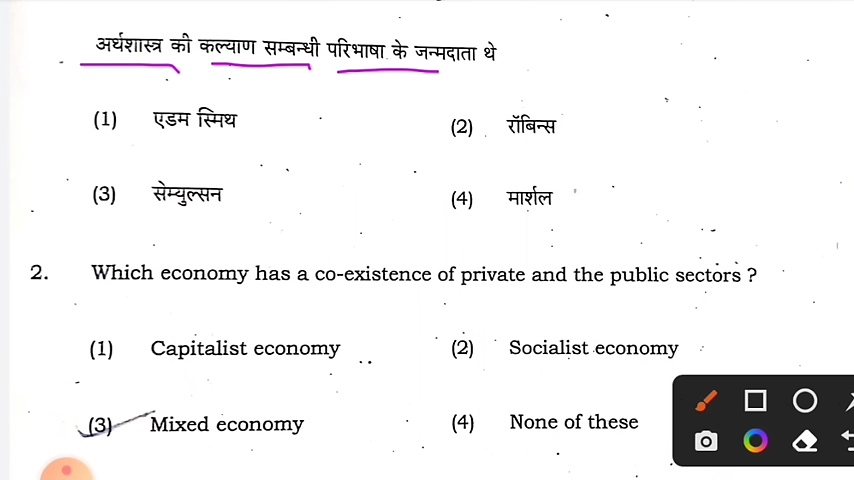 अर्थशास्त्र की कल्याण सम्बन्धी परिभाषा के जन्मदाता थे
(1) एडम स्मिथ (2) रॉबिन्स
(3) सेम्युल्सन (4) मार्शल
2. Which economy has a co-existence of private and the public sectors ?
(1) Capitalist economy (2) Socialist economy
(3) Mixed economy (4) None of these